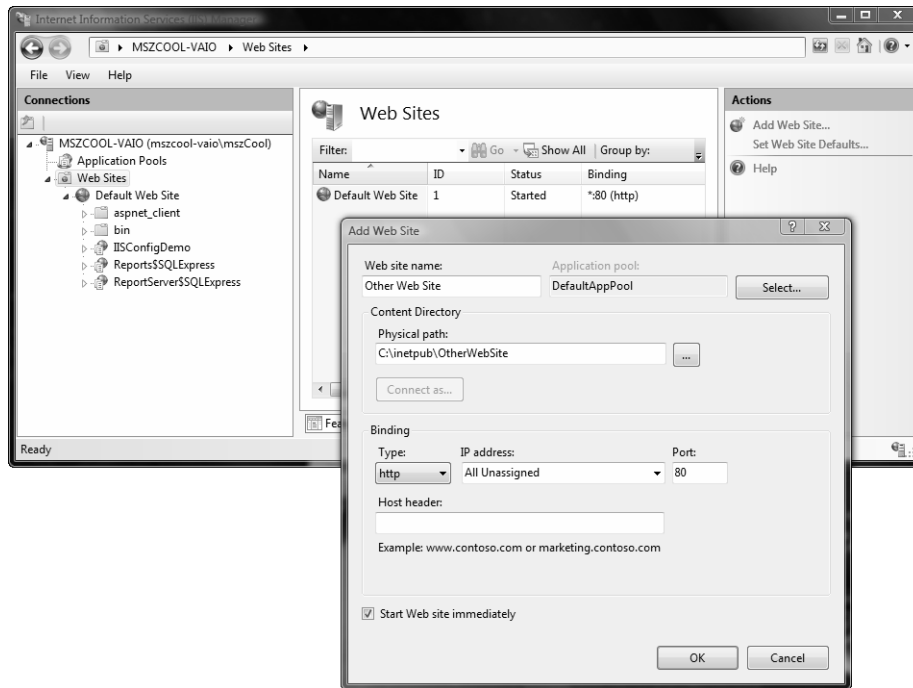 Internet Information Services (IIS) Manager
MSZCOOL-VAIO Web Sites
File View Help
Connections
MSZCOOL-VAIO (mszcool-vaio\mszCool)
Application Pools
Web Sites
Default Web Site
aspnet_client
bin
IISConfigDemo
Reports$SQLExpress
ReportServer$SQLExpress
Web Sites
Filter: Go Show All Group by:
Name ID Status Binding
Default Web Site 1 Started *:80 (http)
Fea
Actions
Add Web Site...
Set Web Site Defaults...
Help
Ready
Add Web Site
Web site name: Application pool:
Other Web Site DefaultAppPool Select...
Content Directory
Physical path:
C:\inetpub\OtherWebSite ...
Connect as...
Binding
Type: IP address: Port:
http All Unassigned 80
Host header:
Example: www.contoso.com or marketing.contoso.com
Start Web site immediately
OK Cancel